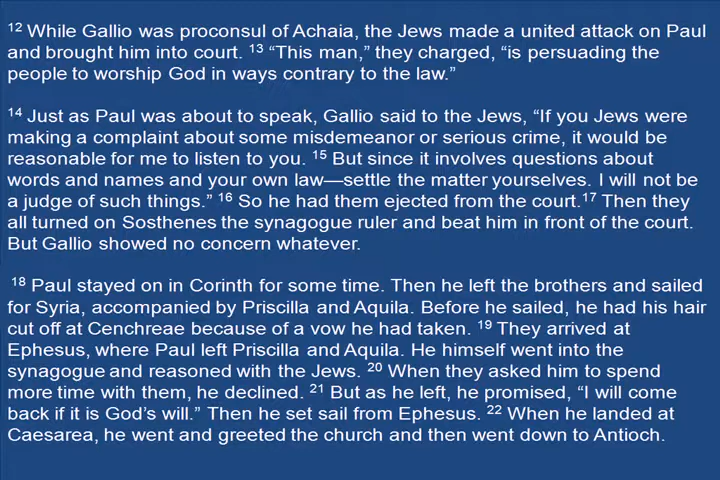 12 While Gallio was proconsul of Achaia, the Jews made a united attack on Paul
and brought him into court. 13 “This man,” they charged, “is persuading the
people to worship God in ways contrary to the law.”
14 Just as Paul was about to speak, Gallio said to the Jews, “If you Jews were
making a complaint about some misdemeanor or serious crime, it would be
reasonable for me to listen to you. 15 But since it involves questions about
words and names and your own law—settle the matter yourselves. I will not be
a judge of such things.” 16 So he had them ejected from the court.17 Then they
all turned on Sosthenes the synagogue ruler and beat him in front of the court.
But Gallio showed no concern whatever.
18 Paul stayed on in Corinth for some time. Then he left the brothers and sailed
for Syria, accompanied by Priscilla and Aquila. Before he sailed, he had his hair
cut off at Cenchreae because of a vow he had taken. 19 They arrived at
Ephesus, where Paul left Priscilla and Aquila. He himself went into the
synagogue and reasoned with the Jews. 20 When they asked him to spend
more time with them, he declined. 21 But as he left, he promised, “I will come
back if it is God’s will.” Then he set sail from Ephesus. 22 When he landed at
Caesarea, he went and greeted the church and then went down to Antioch.